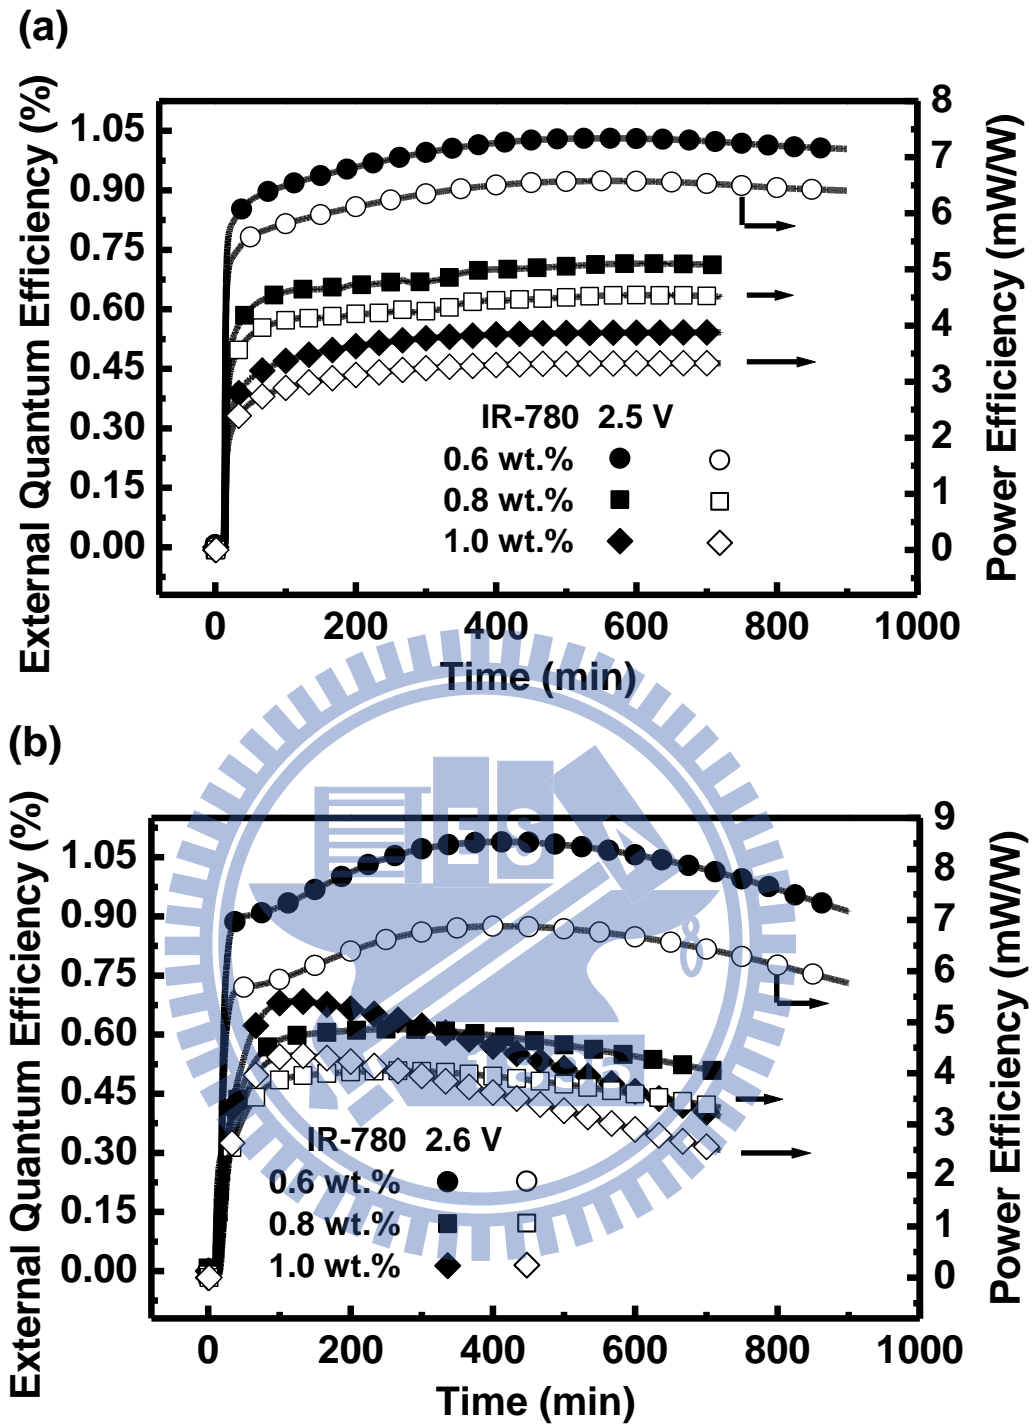 (a)
External Quantum Efficiency (%)
1.05
0.90
0.75
0.60
0.45
0.30
0.15
0.00
8
7
6
5
4
3
2
1
0
Power Efficiency (mW/W)
IR-780 2.5 V
0.6 wt.%
0.8 wt.%
1.0 wt.%
0 200 400 600 800 1000
Time (min)
(b)
External Quantum Efficiency (%)
1.05
0.90
0.75
0.60
0.45
0.30
0.15
0.00
9
8
7
6
5
4
3
2
1
0
Power Efficiency (mW/W)
IR-780 2.6 V
0.6 wt.%
0.8 wt.%
1.0 wt.%
0 200 400 600 800 1000
Time (min)